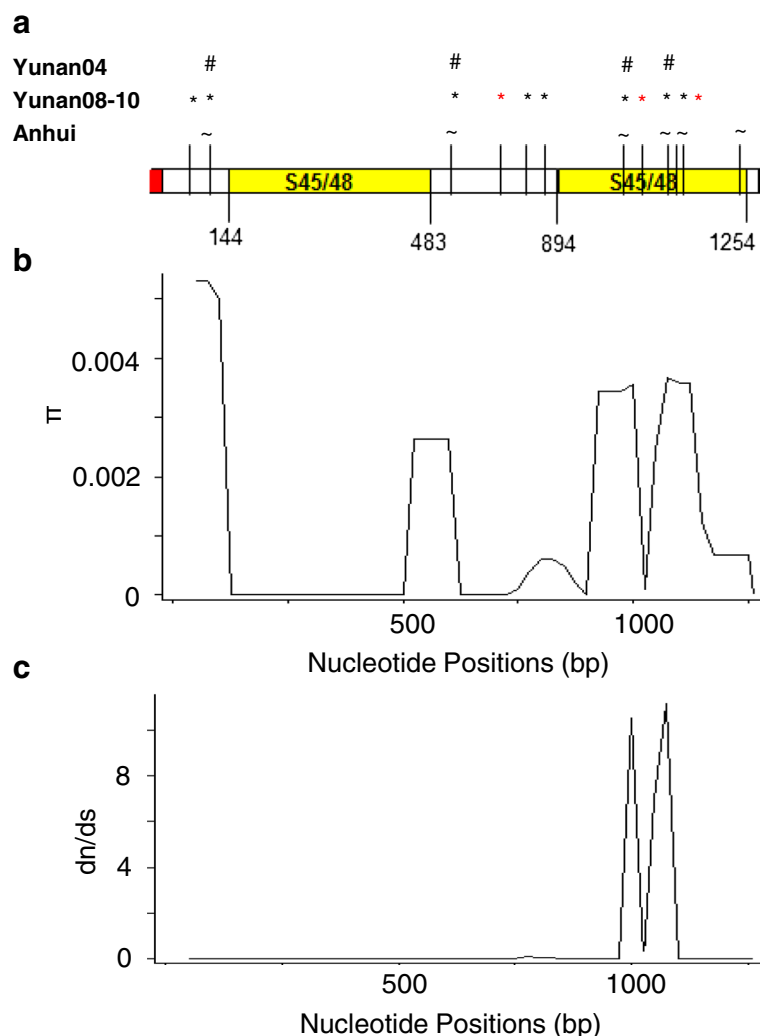 a
Yunan04 # # # #
Yunan08-10 * * * * * * * * * * *
Anhui ~ ~ ~ ~ ~ ~
S45/48 S45/48
144 483 894 1254
b
0.004
π
0.002
0
500 1000
Nucleotide Positions (bp)
c
8
dn/ds
4
0
500 1000
Nucleotide Positions (bp)